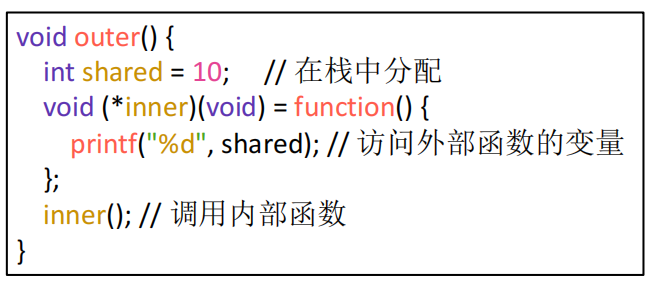 void outer() {
int shared = 10; // 在栈中分配
void (*inner)(void) = function() {
printf("%d", shared); // 访问外部函数的变量
};
inner(); // 调用内部函数
}